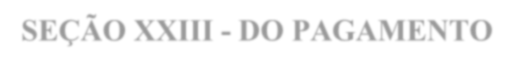 SEÇÃO XXIII - DO PAGAMENTO